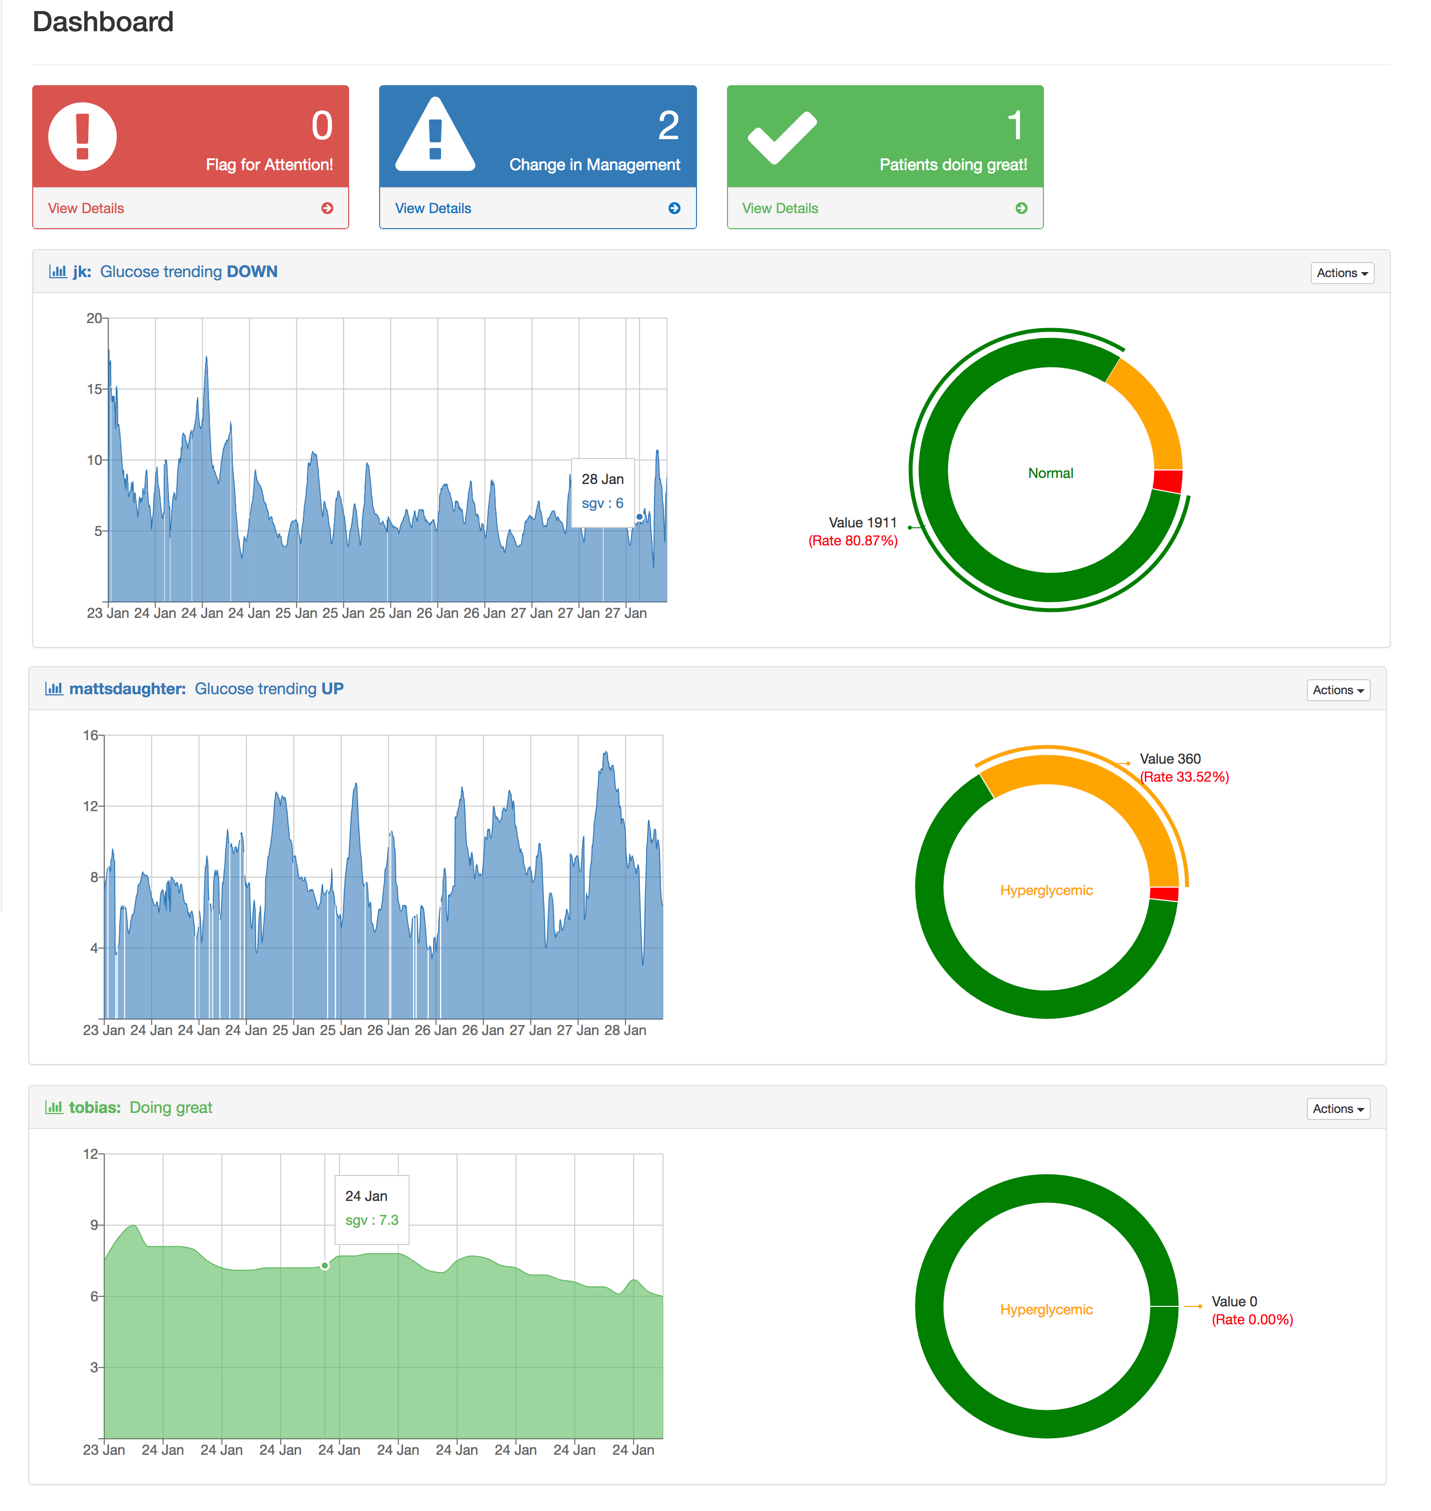 Dashboard
0
Flag for Attention!
View Details
2
Change in Management
View Details
1
Patients doing great!
View Details
jk: Glucose trending DOWN
Actions
20
15
10
5
28 Jan
sgv : 6
23 Jan 24 Jan 24 Jan 24 Jan 25 Jan 25 Jan 25 Jan 26 Jan 26 Jan 27 Jan 27 Jan 27 Jan
Normal
Value 1911
(Rate 80.87%)
mattsdaughter: Glucose trending UP
Actions
16
12
8
4
23 Jan 24 Jan 24 Jan 24 Jan 25 Jan 25 Jan 26 Jan 26 Jan 26 Jan 27 Jan 27 Jan 28 Jan
Value 360
(Rate 33.52%)
Hyperglycemic
tobias: Doing great
Actions
12
9
6
3
24 Jan
sgv : 7.3
23 Jan 24 Jan 24 Jan 24 Jan 24 Jan 24 Jan 24 Jan 24 Jan 24 Jan 24 Jan
Hyperglycemic
Value 0
(Rate 0.00%)